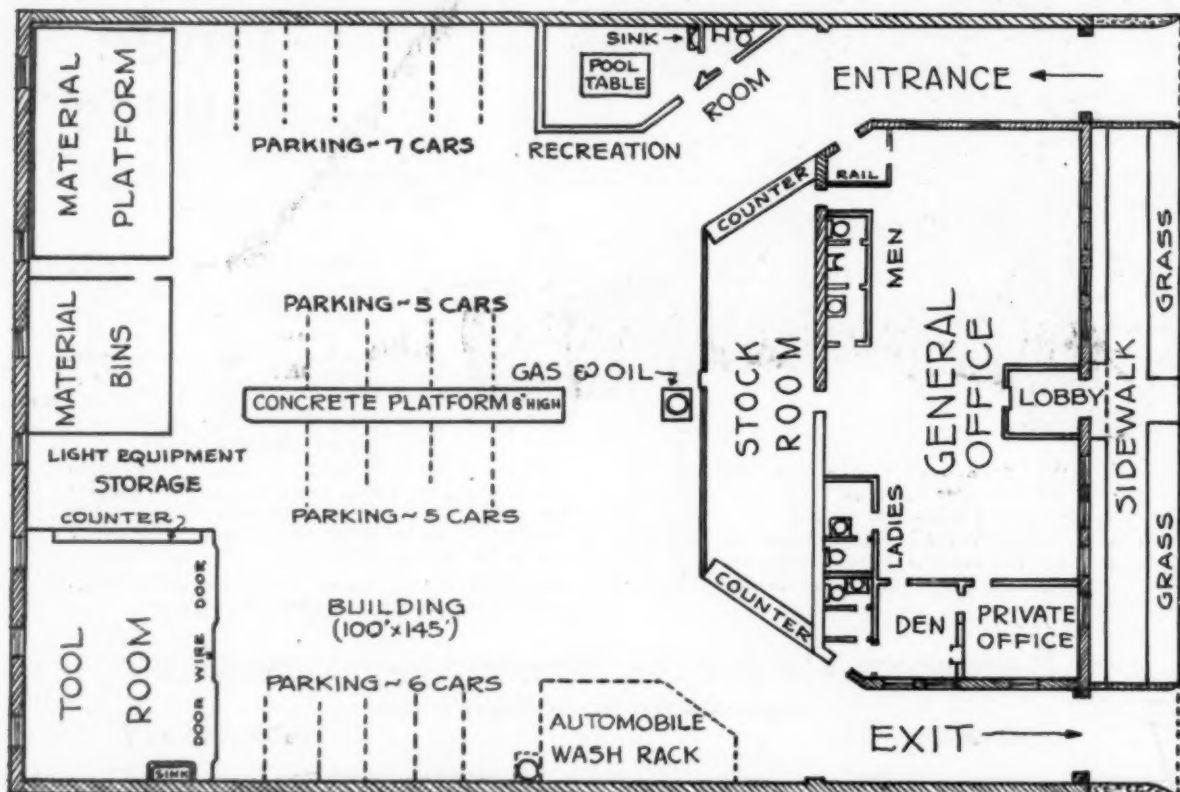 MATERIAL
PLATFORM
PARKING~7 CARS
SINK→
POOL
TABLE
ROOM
RECREATION
ENTRANCE ←
COUNTER
RAIL
MEN
GRASS
MATERIAL
BINS
PARKING~5 CARS
GAS & OIL
CONCRETE PLATFORM 8" HIGH
STOCK
ROOM
GENERAL
OFFICE
LOBBY
SIDEWALK
LIGHT EQUIPMENT
STORAGE
COUNTER
PARKING~5 CARS
LADIES
GRASS
TOOL
ROOM
DOOR
WIRE
DOOR
BUILDING
(100'x145')
COUNTER
DEN
PRIVATE
OFFICE
PARKING~6 CARS
AUTOMOBILE
WASH RACK
EXIT →
SINK